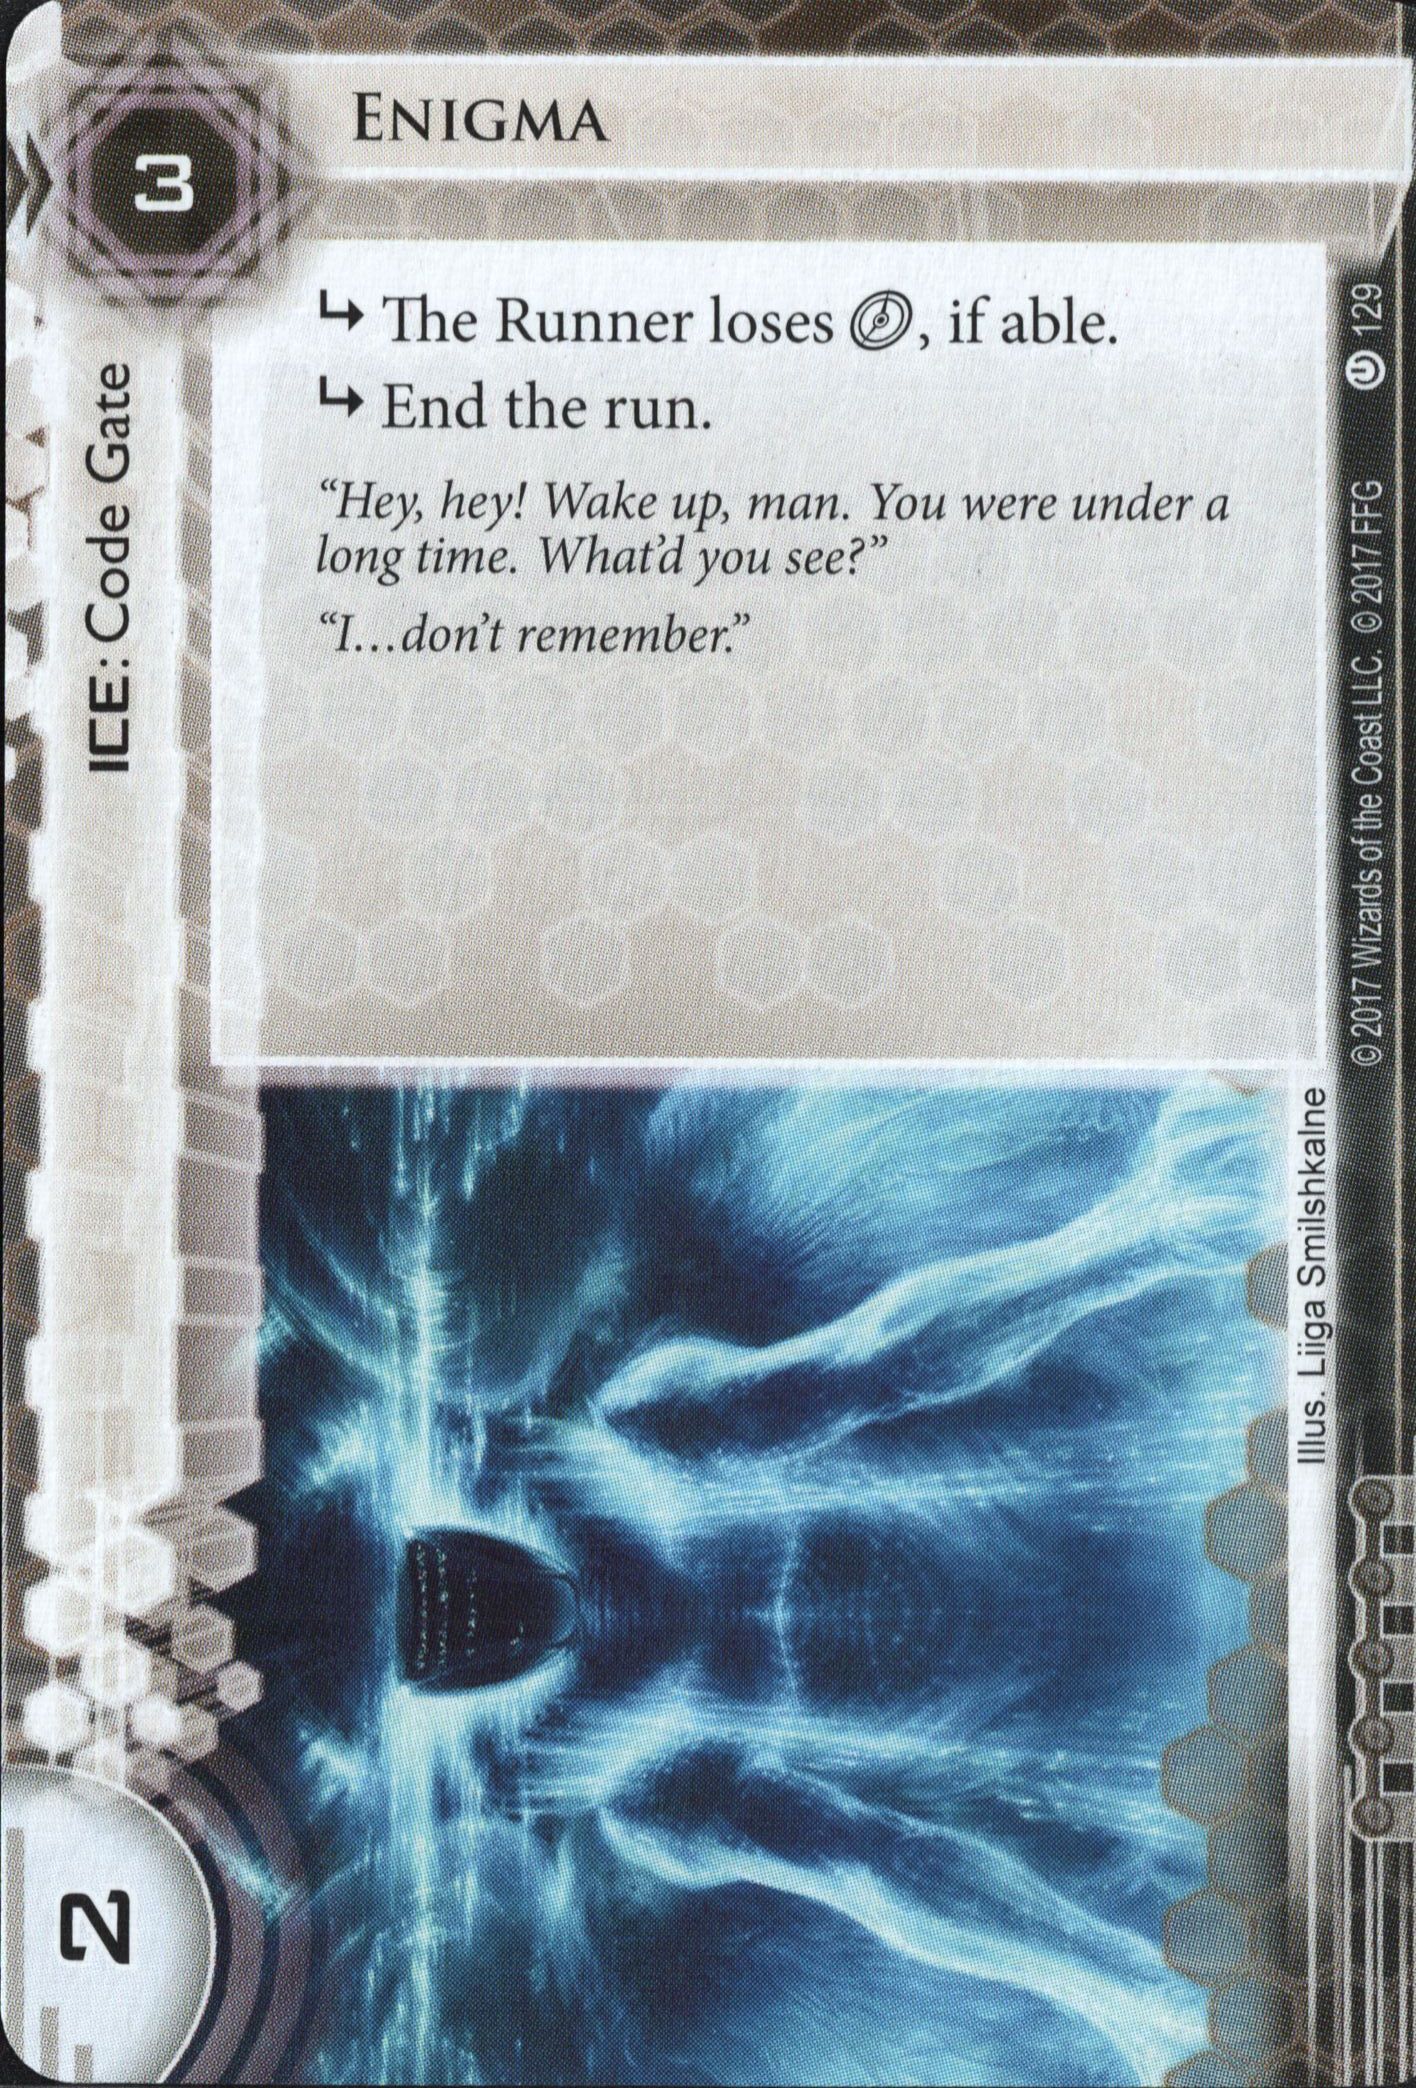 3
ENIGMA
↳ The Runner loses , if able.
↳ End the run.
“Hey, hey! Wake up, man. You were under a
long time. What’d you see?”
“I…don’t remember.”
ICE: Code Gate
2
Illus. Liiga Smilshkalne
© 2017 Wizards of the Coast LLC. © 2017 FFG 129